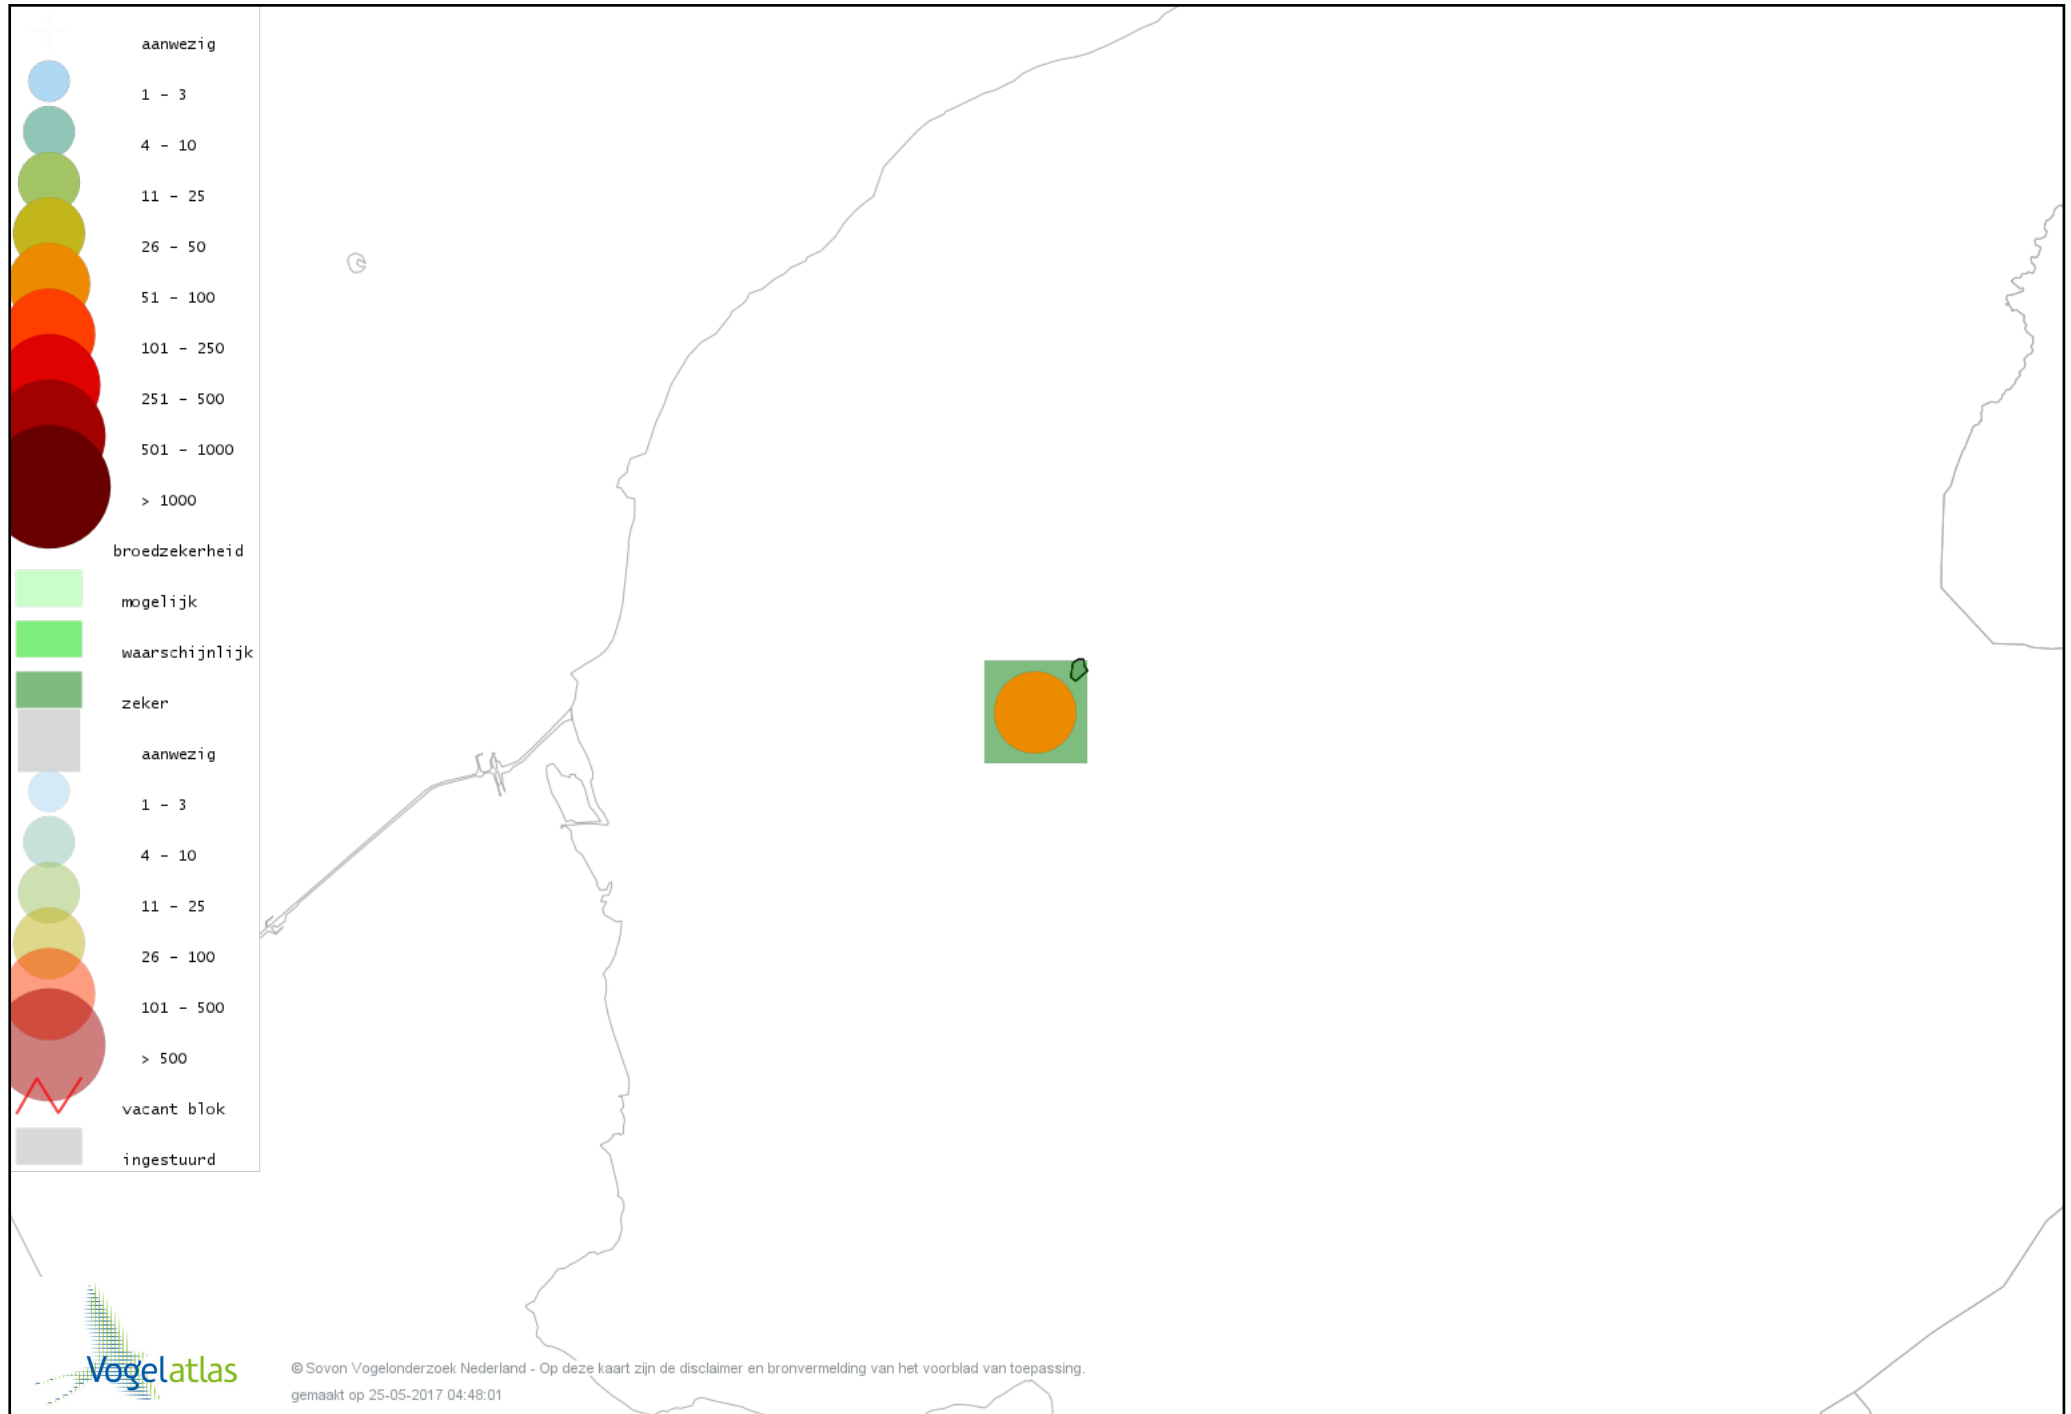 aanwezig
1 - 3
4 - 10
11 - 25
26 - 50
51 - 100
101 - 250
251 - 500
501 - 1000
> 1000
broedzekerheid
mogelijk
waarschijnlijk
zeker
aanwezig
1 - 3
4 - 10
11 - 25
26 - 100
101 - 500
> 500
vacant blok
ingestuurd
Vogelatlas
© Sovon Vogelonderzoek Nederland - Op deze kaart zijn de disclaimer en bronvermelding van het voorblad van toepassing.
gemaakt op 25-05-2017 04:48:01